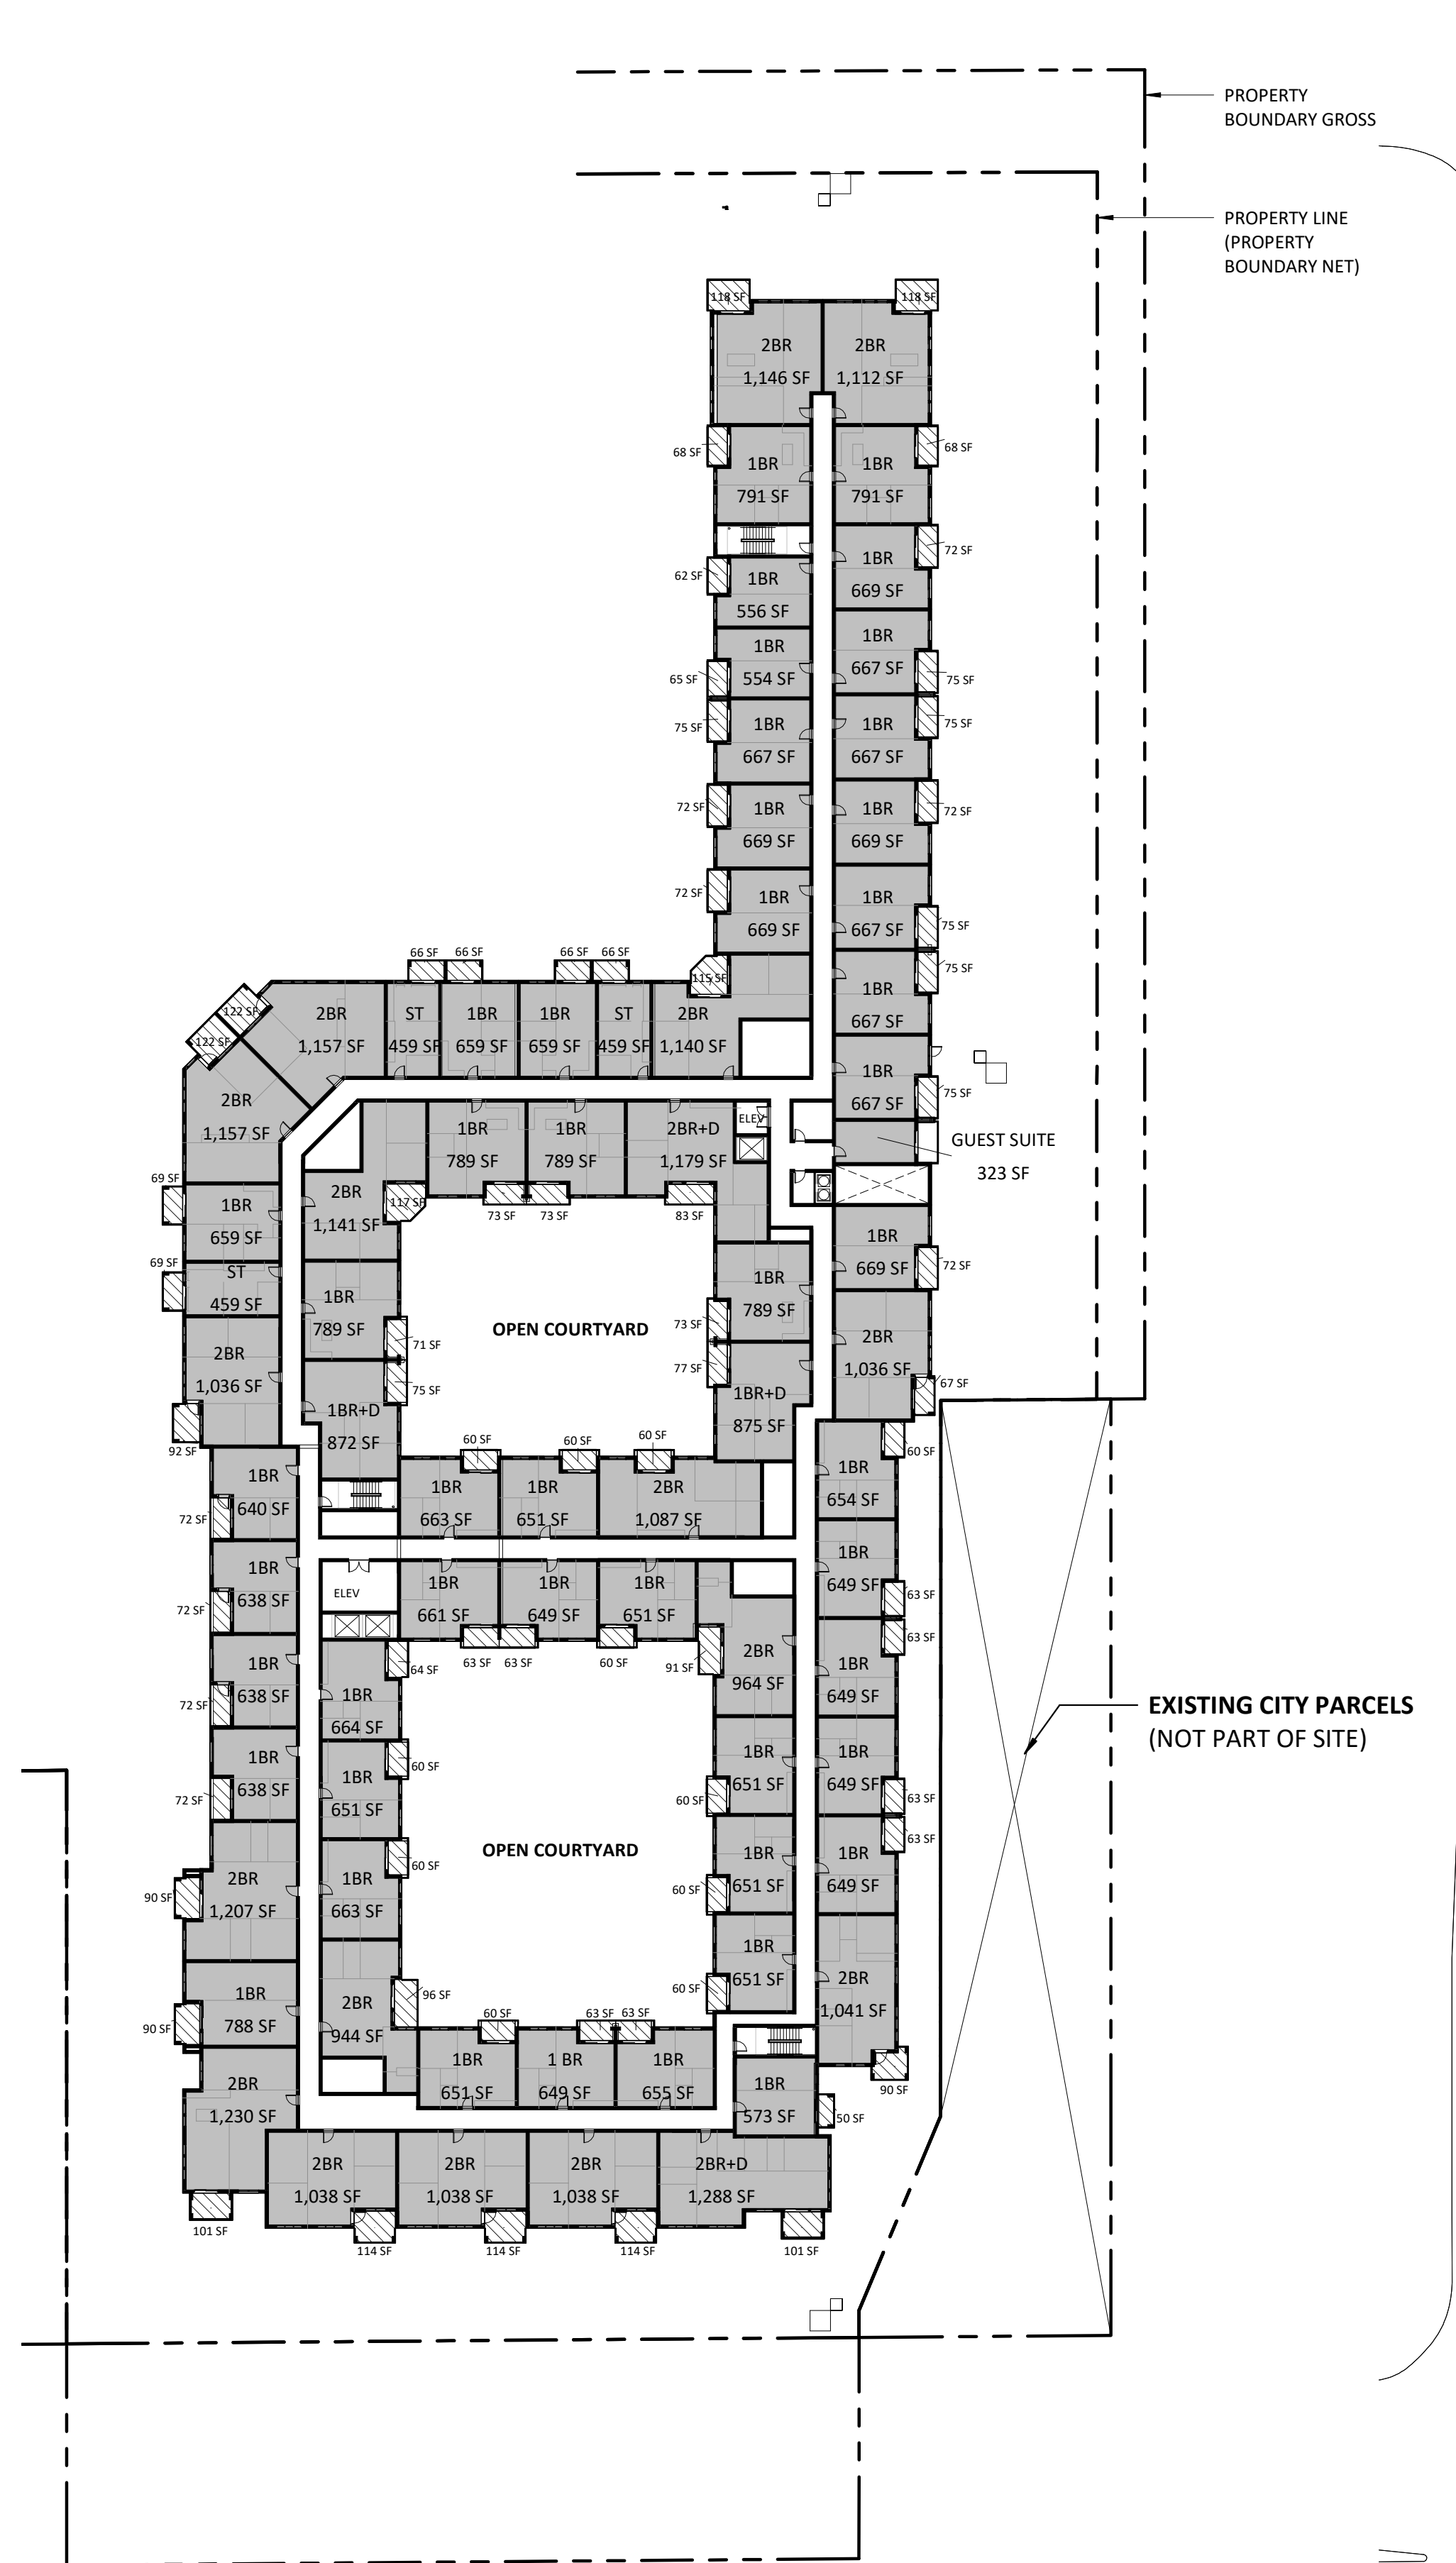 PROPERTY
BOUNDARY GROSS
PROPERTY LINE
(PROPERTY
BOUNDARY NET)
118 SF
118 SF
2BR
1,146 SF
2BR
1,112 SF
68 SF
1BR
791 SF
1BR
791 SF
68 SF
1BR
669 SF
72 SF
62 SF
1BR
556 SF
1BR
667 SF
75 SF
65 SF
1BR
554 SF
75 SF
1BR
667 SF
1BR
667 SF
75 SF
72 SF
1BR
669 SF
1BR
669 SF
72 SF
72 SF
1BR
669 SF
1BR
667 SF
75 SF
66 SF
66 SF
66 SF
66 SF
115 SF
1BR
667 SF
75 SF
122 SF
122 SF
2BR
1,157 SF
ST
459 SF
1BR
659 SF
1BR
659 SF
ST
459 SF
2BR
1,140 SF
1BR
667 SF
75 SF
2BR
1,157 SF
1BR
789 SF
1BR
789 SF
2BR+D
1,179 SF
ELEV
GUEST SUITE
323 SF
69 SF
1BR
659 SF
2BR
1,141 SF
117 SF
73 SF
73 SF
83 SF
1BR
669 SF
72 SF
69 SF
ST
459 SF
1BR
789 SF
71 SF
OPEN COURTYARD
73 SF
1BR
789 SF
2BR
1,036 SF
92 SF
1BR+D
872 SF
75 SF
77 SF
1BR+D
875 SF
2BR
1,036 SF
67 SF
60 SF
60 SF
60 SF
1BR
640 SF
72 SF
1BR
663 SF
1BR
651 SF
2BR
1,087 SF
1BR
654 SF
60 SF
1BR
638 SF
72 SF
ELEV
1BR
661 SF
1BR
649 SF
1BR
651 SF
1BR
649 SF
63 SF
63 SF
63 SF
60 SF
91 SF
2BR
964 SF
1BR
638 SF
72 SF
64 SF
1BR
664 SF
1BR
649 SF
63 SF
EXISTING CITY PARCELS
(NOT PART OF SITE)
1BR
638 SF
72 SF
1BR
651 SF
60 SF
1BR
651 SF
60 SF
1BR
649 SF
63 SF
OPEN COURTYARD
2BR
1,207 SF
90 SF
1BR
663 SF
60 SF
1BR
651 SF
60 SF
1BR
649 SF
63 SF
1BR
788 SF
90 SF
2BR
944 SF
96 SF
1BR
651 SF
60 SF
2BR
1,041 SF
90 SF
60 SF
63 SF
63 SF
2BR
1,230 SF
101 SF
1BR
651 SF
1 BR
649 SF
1BR
655 SF
1BR
573 SF
50 SF
2BR
1,038 SF
2BR
1,038 SF
2BR
1,038 SF
2BR+D
1,288 SF
114 SF
114 SF
114 SF
101 SF